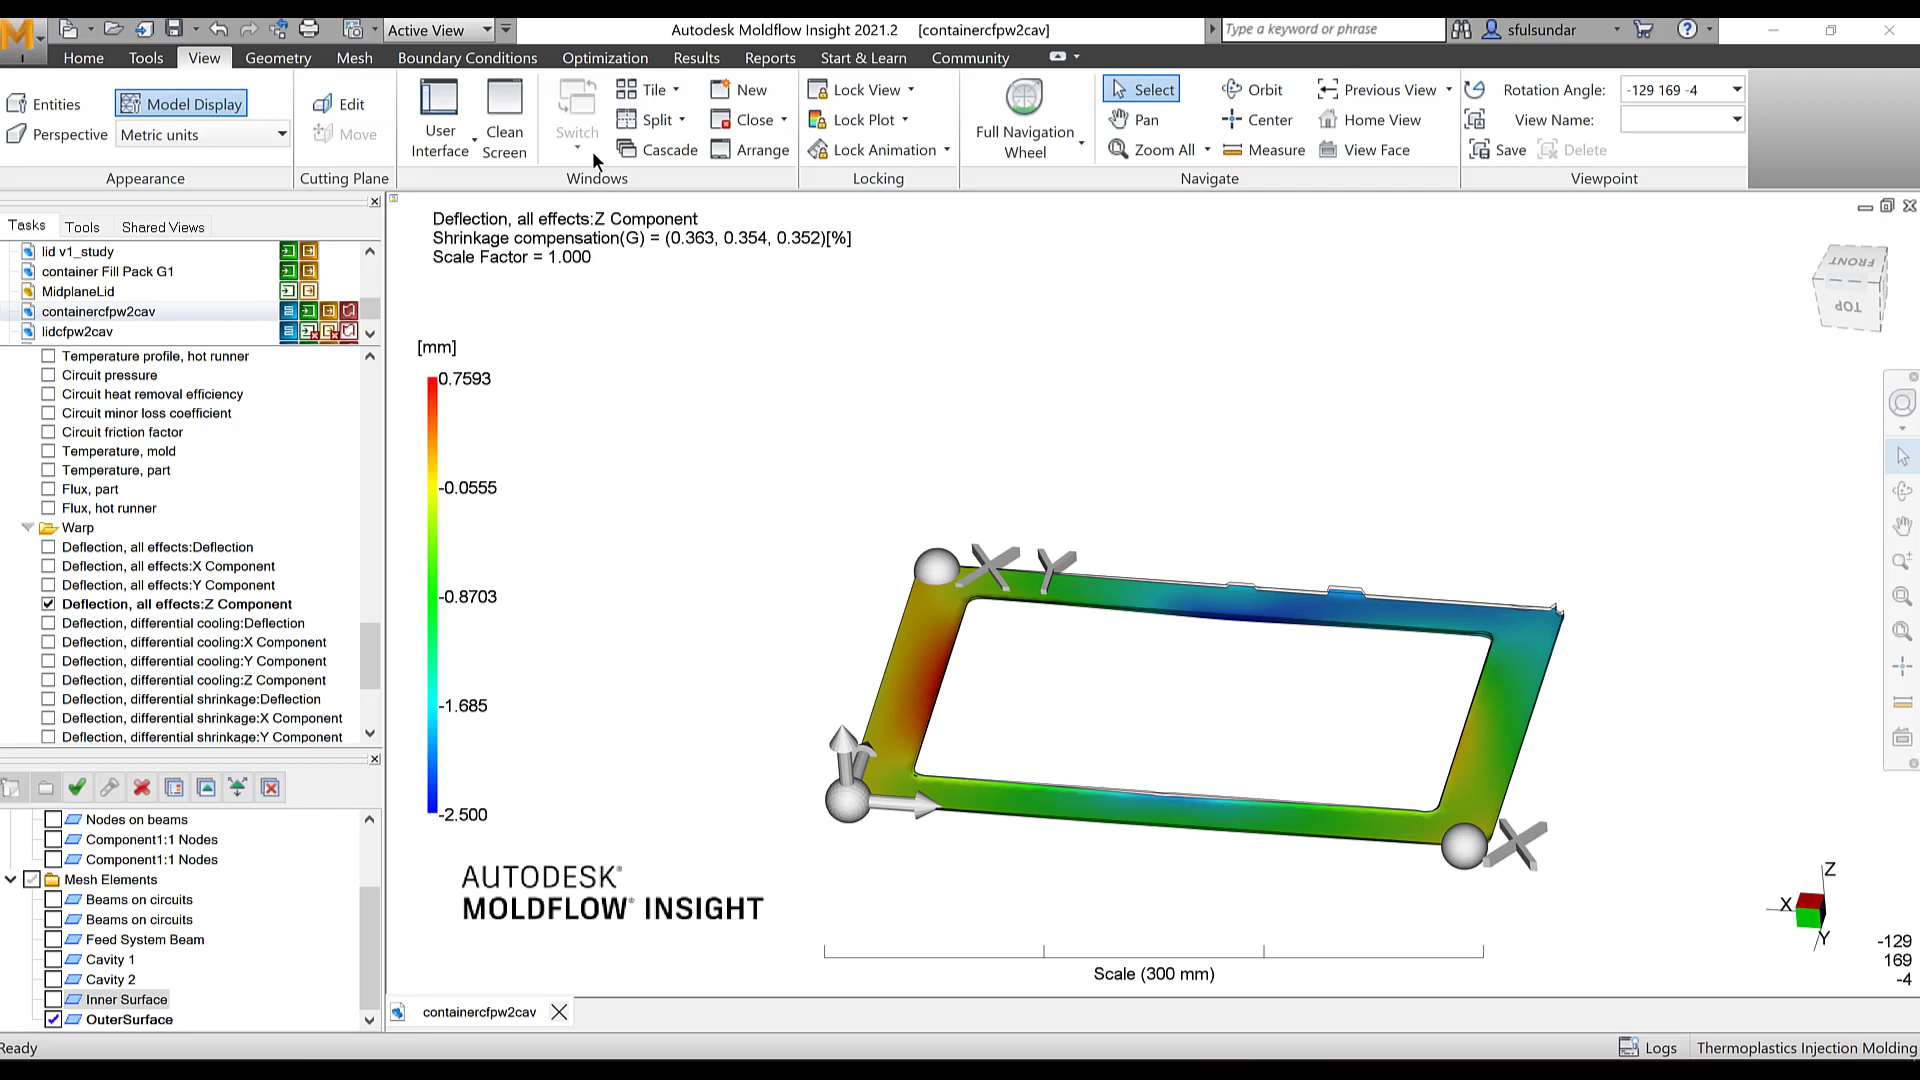 Active View
Autodesk Moldflow Insight 2021.2 [containercfpw2cav]
Type a keyword or phrase
sfulsundar
Home Tools View Geometry Mesh Boundary Conditions Optimization Results Reports Start & Learn Community
Entities
Model Display
Perspective
Metric units
Appearance
Edit
Move
Cutting Plane
User Interface
Clean Screen
Switch
Tile
Split
Cascade
New
Close
Arrange
Windows
Lock View
Lock Plot
Lock Animation
Locking
Full Navigation Wheel
Select
Pan
Zoom All
Orbit
Center
Measure
Previous View
Home View
View Face
Navigate
Rotation Angle: -129 169 -4
View Name:
Save
Delete
Viewpoint
Tasks Tools Shared Views
lid v1_study
container Fill Pack G1
MidplaneLid
containercfpw2cav
lidcfpw2cav
Temperature profile, hot runner
Circuit pressure
Circuit heat removal efficiency
Circuit minor loss coefficient
Circuit friction factor
Temperature, mold
Temperature, part
Flux, part
Flux, hot runner
Warp
Deflection, all effects:Deflection
Deflection, all effects:X Component
Deflection, all effects:Y Component
Deflection, all effects:Z Component
Deflection, differential cooling:Deflection
Deflection, differential cooling:X Component
Deflection, differential cooling:Y Component
Deflection, differential cooling:Z Component
Deflection, differential shrinkage:Deflection
Deflection, differential shrinkage:X Component
Deflection, differential shrinkage:Y Component
Nodes on beams
Component1:1 Nodes
Component1:1 Nodes
Mesh Elements
Beams on circuits
Beams on circuits
Feed System Beam
Cavity 1
Cavity 2
Inner Surface
OuterSurface
Deflection, all effects:Z Component
Shrinkage compensation(G) = (0.363, 0.354, 0.352)[%]
Scale Factor = 1.000
[mm]
0.7593
-0.0555
-0.8703
-1.685
-2.500
FRONT
TOP
X Y
X
AUTODESK®
MOLDFLOW® INSIGHT
Scale (300 mm)
Z
X
Y
-129
169
-4
containercfpw2cav
Ready
Logs
Thermoplastics Injection Molding